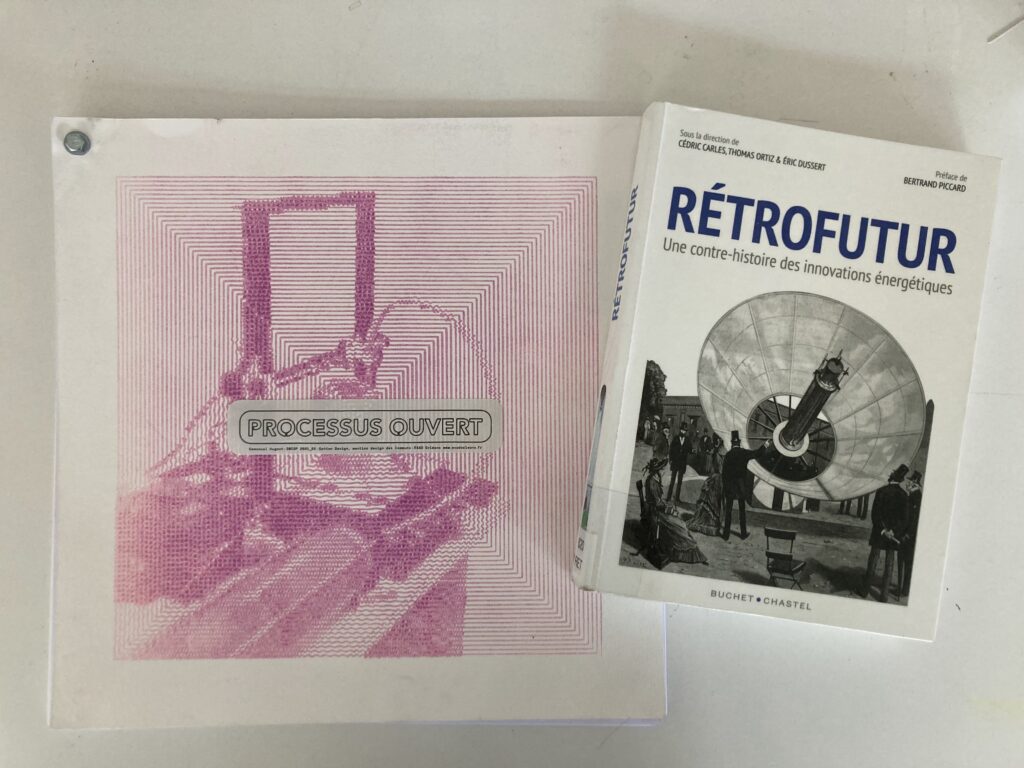 PROCESSUS OUVERT
Sous la direction de
CÉDRIC CARLES, THOMAS ORTIZ & ÉRIC DUSSERT
Préface de
BERTRAND PICCARD
RÉTROFUTUR
Une contre-histoire des innovations énergétiques
BUCHET • CHASTEL
RÉTROFUTUR